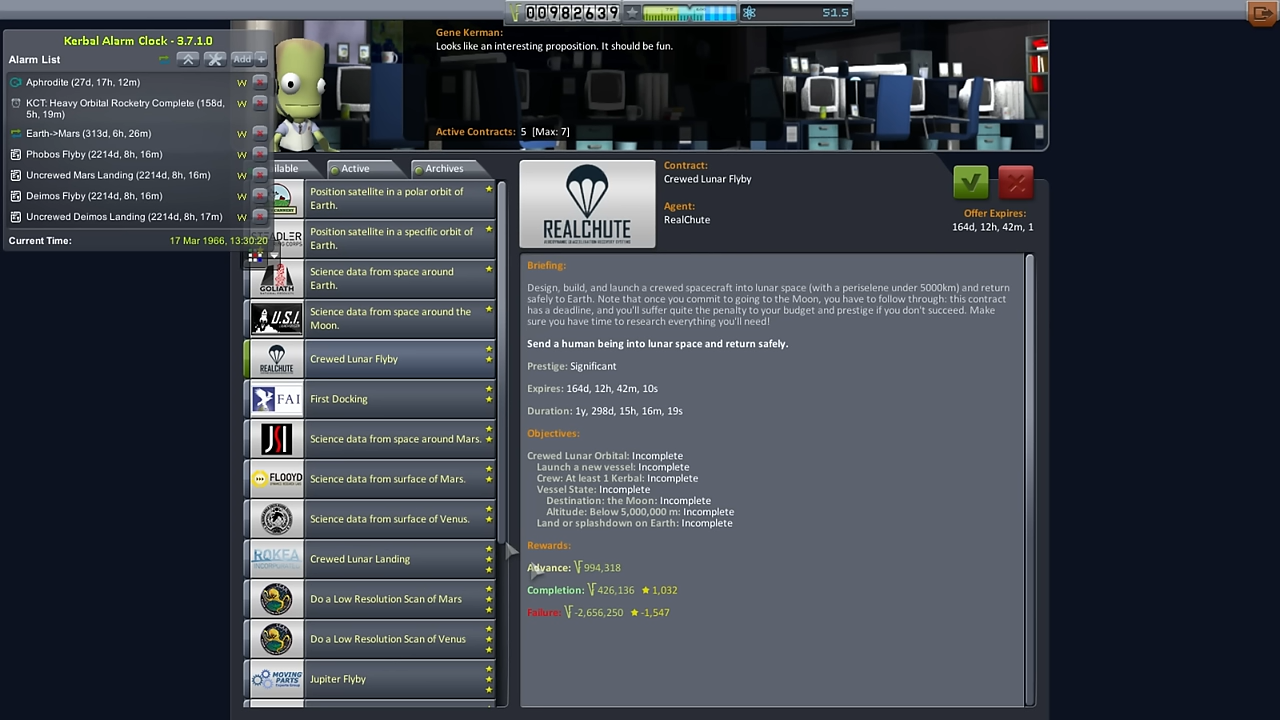 00982639
51.5
Kerbal Alarm Clock - 3.7.1.0
Alarm List
Add +
Aphrodite (27d, 17h, 12m) W
KCT: Heavy Orbital Rocketry Complete (158d, W
5h, 19m)
Earth->Mars (313d, 6h, 26m) W
Phobos Flyby (2214d, 8h, 16m) W
Uncrewed Mars Landing (2214d, 8h, 16m) W
Deimos Flyby (2214d, 8h, 16m) W
Uncrewed Deimos Landing (2214d, 8h, 17m) W
Current Time: 17 Mar 1966, 13:30:20
Gene Kerman:
Looks like an interesting proposition. It should be fun.
Active Contracts: 5 [Max: 7]
ilable
Active
Archives
Position satellite in a polar orbit of
Earth.
Position satellite in a specific orbit of
Earth.
GOLIATH
Science data from space around
Earth.
U.S.I.
Science data from space around the
Moon.
REALCHUTE
Crewed Lunar Flyby
FAI
First Docking
JSI
Science data from space around Mars.
FLOOYD
Science data from surface of Mars.
Science data from surface of Venus.
ROKEA
INCORPORATED
Crewed Lunar Landing
Do a Low Resolution Scan of Mars
Do a Low Resolution Scan of Venus
MOVING
PARTS
Jupiter Flyby
REALCHUTE
Contract:
Crewed Lunar Flyby
Agent:
RealChute
Offer Expires:
164d, 12h, 42m, 1
Briefing:
Design, build, and launch a crewed spacecraft into lunar space (with a periselene under 5000km) and return
safely to Earth. Note that once you commit to going to the Moon, you have to follow through: this contract
has a deadline, and you'll suffer quite the penalty to your budget and prestige if you don't succeed. Make
sure you have time to research everything you'll need!
Send a human being into lunar space and return safely.
Prestige: Significant
Expires: 164d, 12h, 42m, 10s
Duration: 1y, 298d, 15h, 16m, 19s
Objectives:
Crewed Lunar Orbital: Incomplete
Launch a new vessel: Incomplete
Crew: At least 1 Kerbal: Incomplete
Vessel State: Incomplete
Destination: the Moon: Incomplete
Altitude: Below 5,000,000 m: Incomplete
Land or splashdown on Earth: Incomplete
Rewards:
Advance: 994,318
Completion: 426,136 1,032
Failure: -2,656,250 -1,547